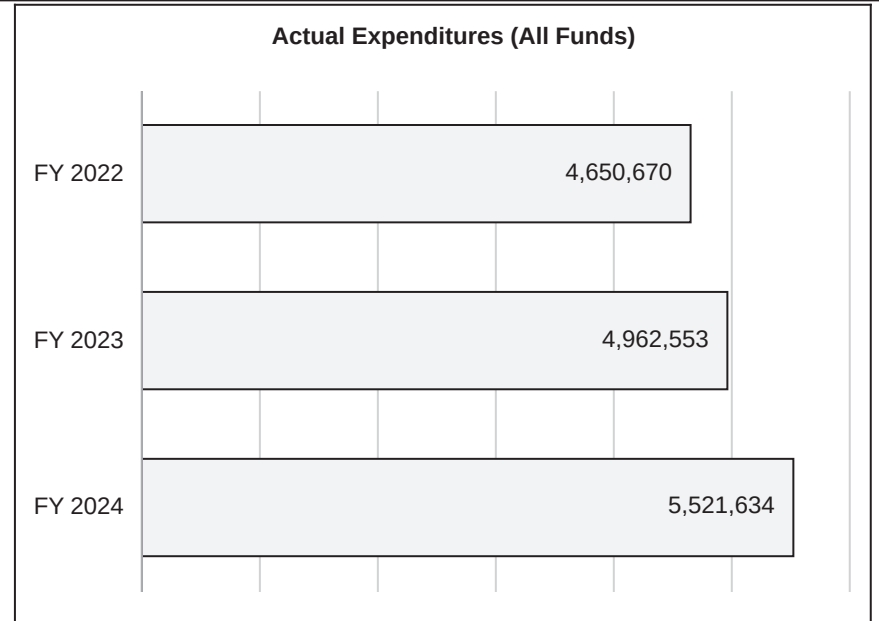 Actual Expenditures (All Funds)
FY 2022
4,650,670
FY 2023
4,962,553
FY 2024
5,521,634